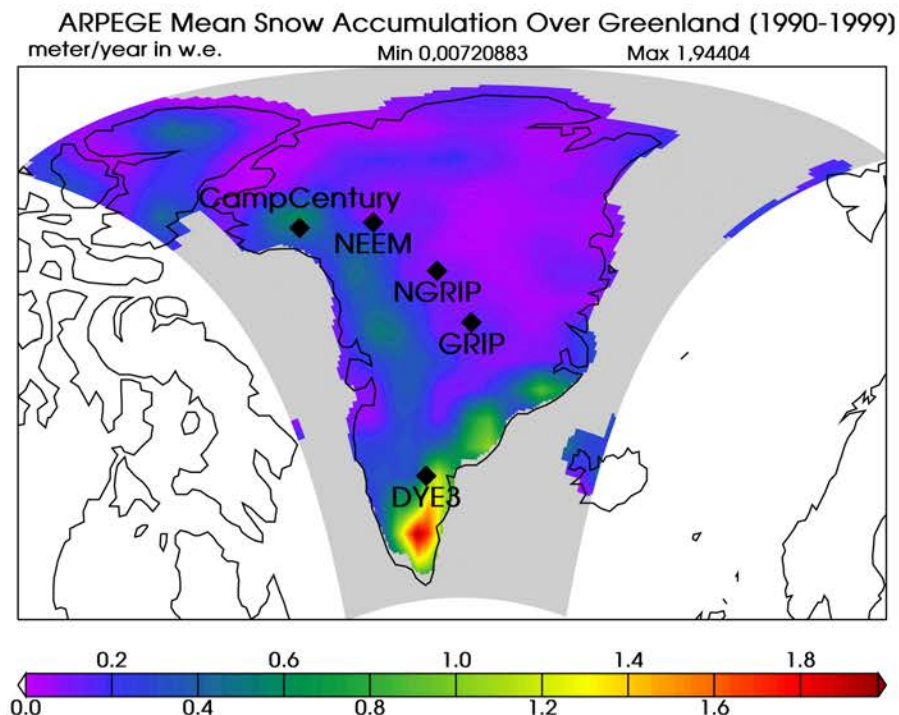 ARPEGE Mean Snow Accumulation Over Greenland (1990-1999)
meter/year in w.e. Min 0,00720883 Max 1,94404
CampCentury
NEEM
NGRIP
GRIP
DYE3
0.2 0.6 1.0 1.4 1.8
0.0 0.4 0.8 1.2 1.6